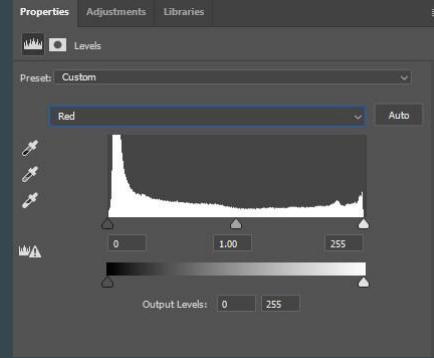 Properties Adjustments Libraries
Levels
Preset: Custom
Red Auto
0 1.00 255
Output Levels: 0 255